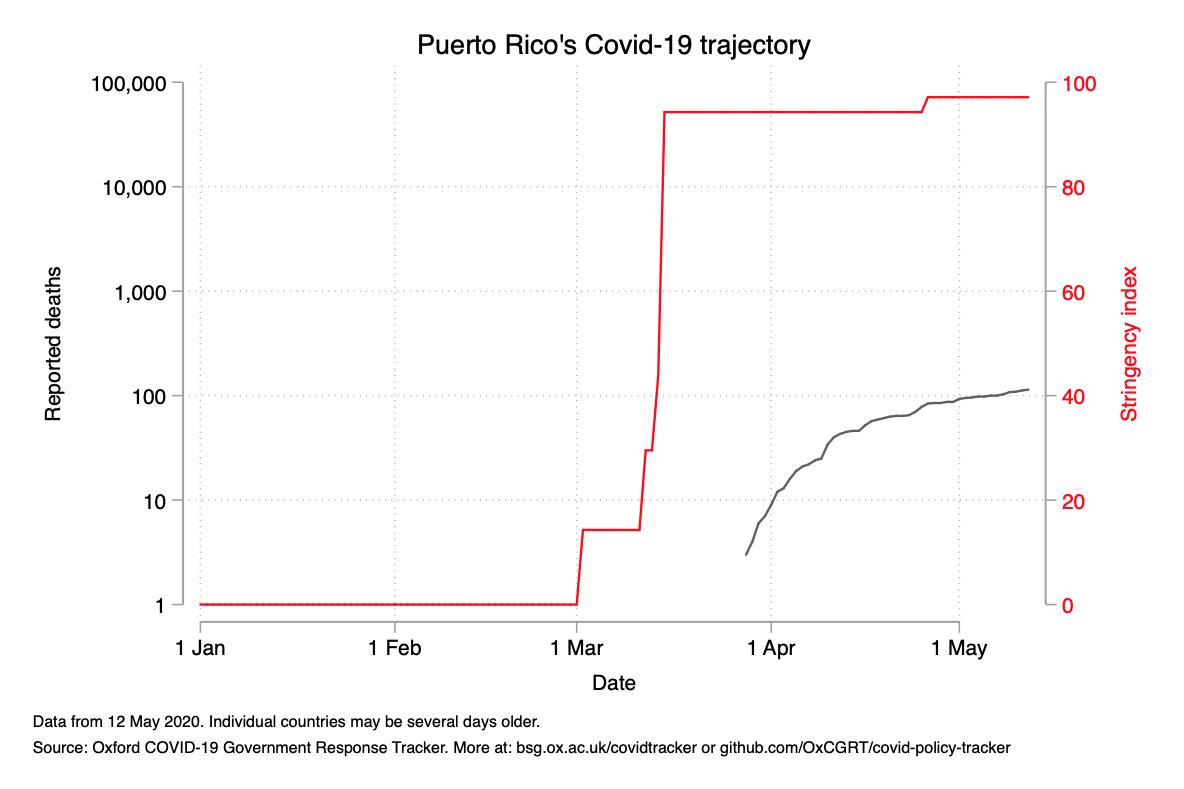 Puerto Rico's Covid-19 trajectory
100,000
10,000
1,000
100
10
1
Reported deaths
100
80
60
40
20
0
Stringency index
1 Jan
1 Feb
1 Mar
1 Apr
1 May
Date
Data from 12 May 2020. Individual countries may be several days older.
Source: Oxford COVID-19 Government Response Tracker. More at: bsg.ox.ac.uk/covidtracker or github.com/OxCGRT/covid-policy-tracker